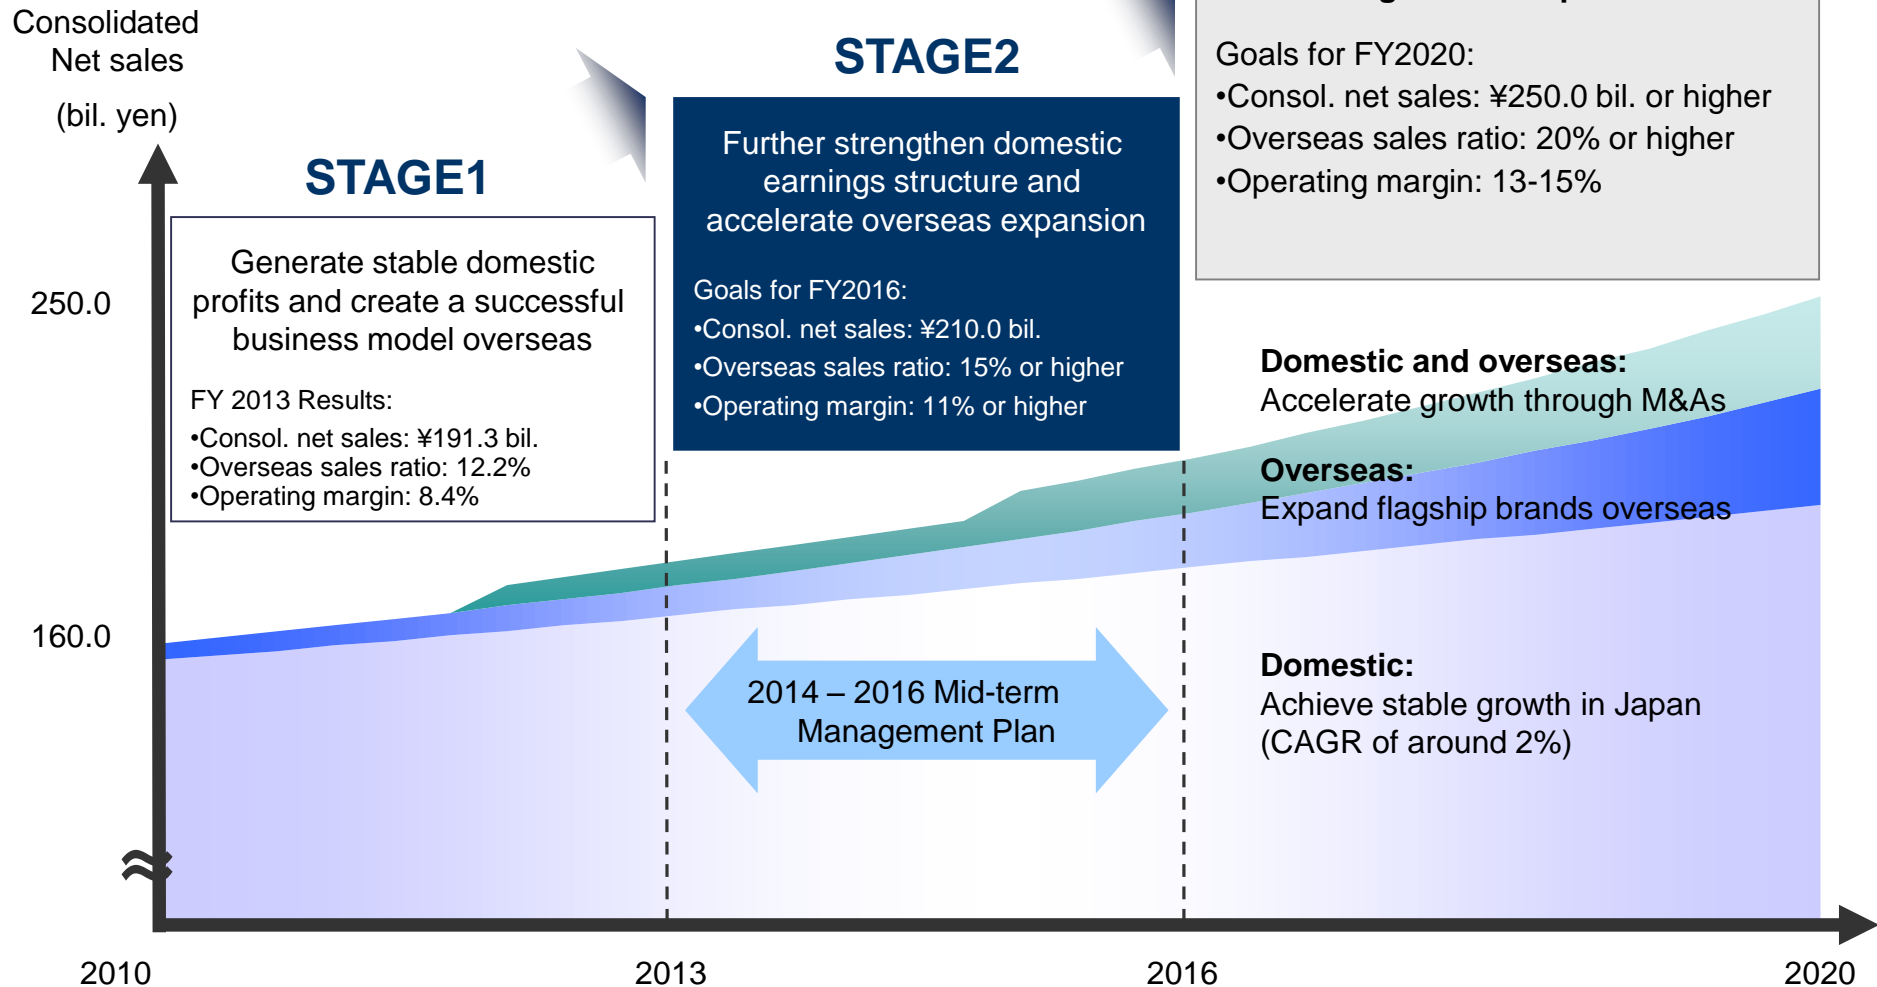 Consolidated
Net sales
(bil. yen)
STAGE1
Generate stable domestic
profits and create a successful
business model overseas
FY 2013 Results:
•Consol. net sales: ¥191.3 bil.
•Overseas sales ratio: 12.2%
•Operating margin: 8.4%
STAGE2
Further strengthen domestic
earnings structure and
accelerate overseas expansion
Goals for FY2016:
•Consol. net sales: ¥210.0 bil.
•Overseas sales ratio: 15% or higher
•Operating margin: 11% or higher
Goals for FY2020:
•Consol. net sales: ¥250.0 bil. or higher
•Overseas sales ratio: 20% or higher
•Operating margin: 13-15%
250.0
160.0
Domestic and overseas:
Accelerate growth through M&As
Overseas:
Expand flagship brands overseas
Domestic:
Achieve stable growth in Japan
(CAGR of around 2%)
2014 – 2016 Mid-term
Management Plan
2010
2013
2016
2020